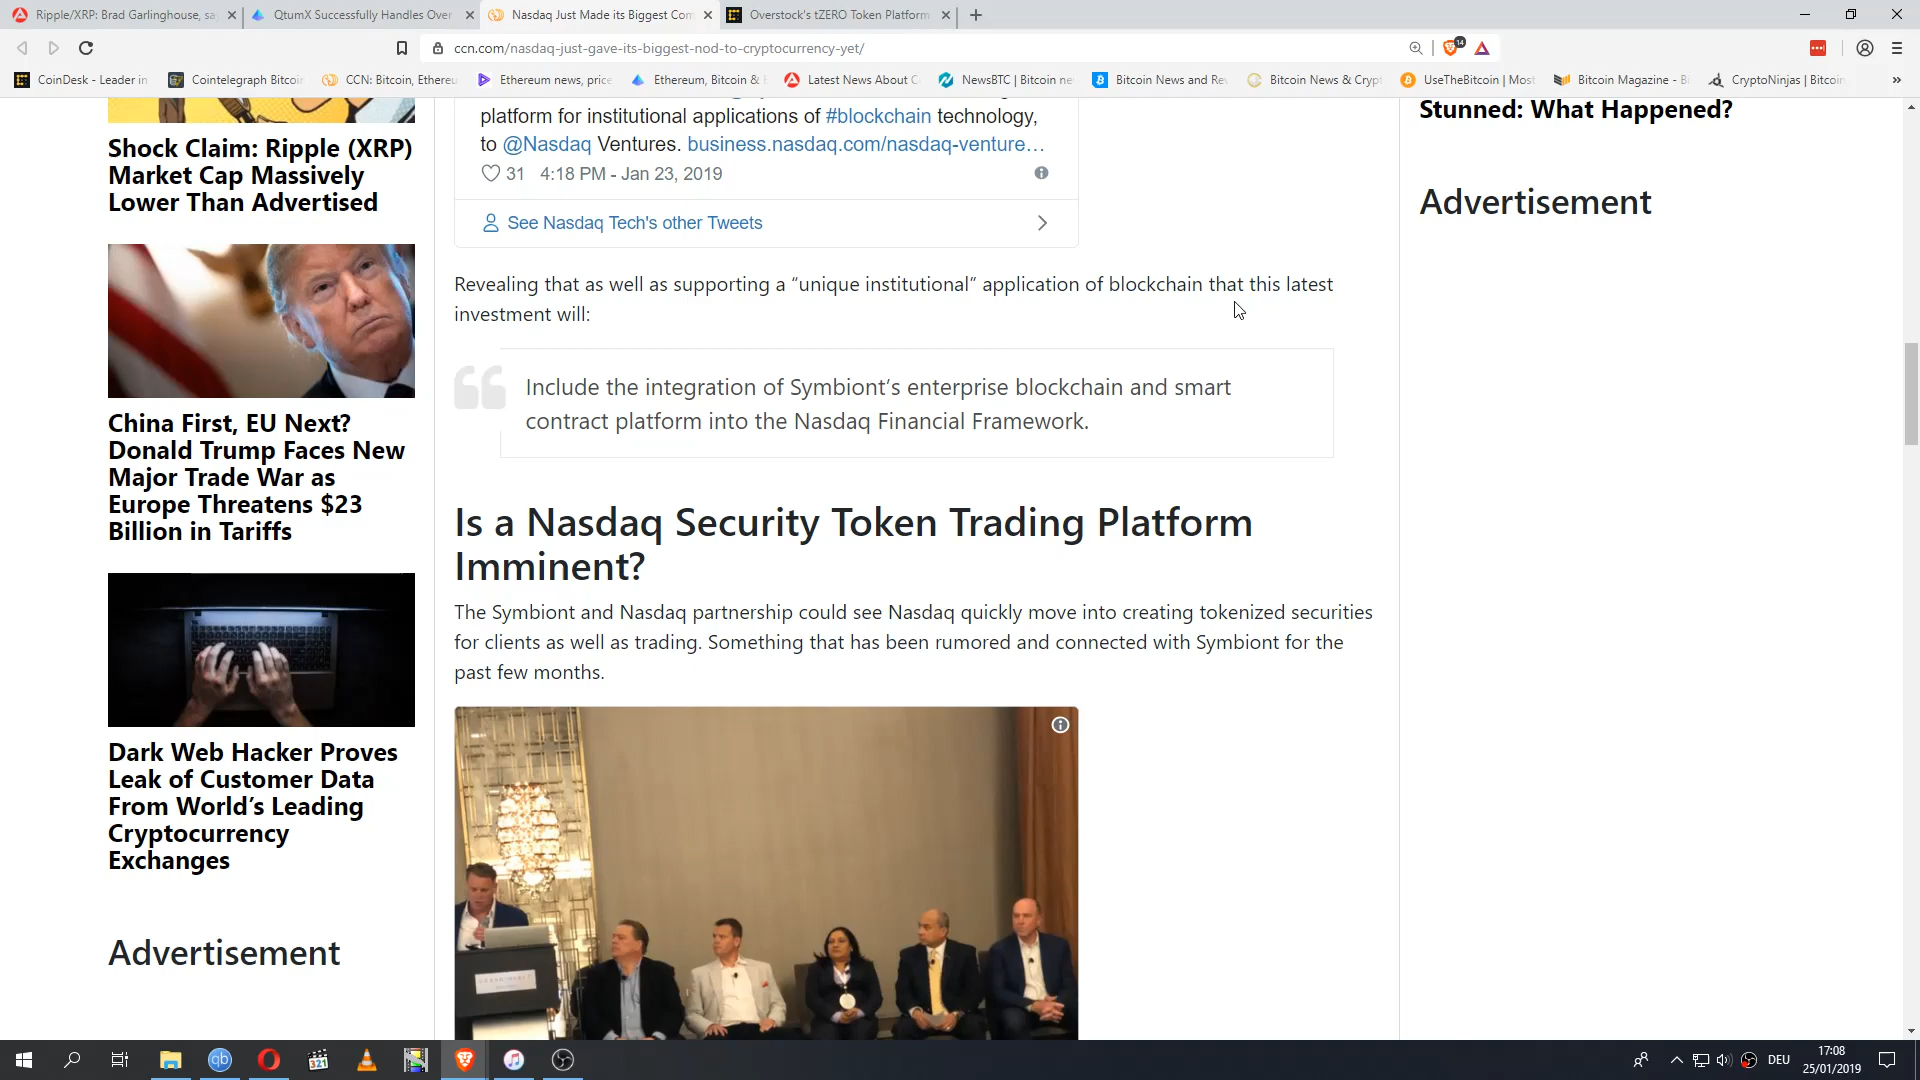 Ripple/XRP: Brad Garlinghouse, sa
QtumX Successfully Handles Over
Nasdaq Just Made its Biggest Com
Overstock's tZERO Token Platform
ccn.com/nasdaq-just-gave-its-biggest-nod-to-cryptocurrency-yet/
14
CoinDesk - Leader in
Cointelegraph Bitcoi
CCN: Bitcoin, Ethere
Ethereum news, price
Ethereum, Bitcoin &
Latest News About C
NewsBTC | Bitcoin ne
Bitcoin News and Re
Bitcoin News & Crypt
UseTheBitcoin | Most
Bitcoin Magazine - B
CryptoNinjas | Bitcoi
Shock Claim: Ripple (XRP)
Market Cap Massively
Lower Than Advertised
China First, EU Next?
Donald Trump Faces New
Major Trade War as
Europe Threatens $23
Billion in Tariffs
Dark Web Hacker Proves
Leak of Customer Data
From World's Leading
Cryptocurrency
Exchanges
Advertisement
platform for institutional applications of #blockchain technology,
to @Nasdaq Ventures. business.nasdaq.com/nasdaq-venture…
31 4:18 PM - Jan 23, 2019
See Nasdaq Tech's other Tweets
Revealing that as well as supporting a “unique institutional” application of blockchain that this latest
investment will:
Include the integration of Symbiont’s enterprise blockchain and smart
contract platform into the Nasdaq Financial Framework.
Is a Nasdaq Security Token Trading Platform
Imminent?
The Symbiont and Nasdaq partnership could see Nasdaq quickly move into creating tokenized securities
for clients as well as trading. Something that has been rumored and connected with Symbiont for the
past few months.
Stunned: What Happened?
Advertisement
321
DEU
17:08
25/01/2019